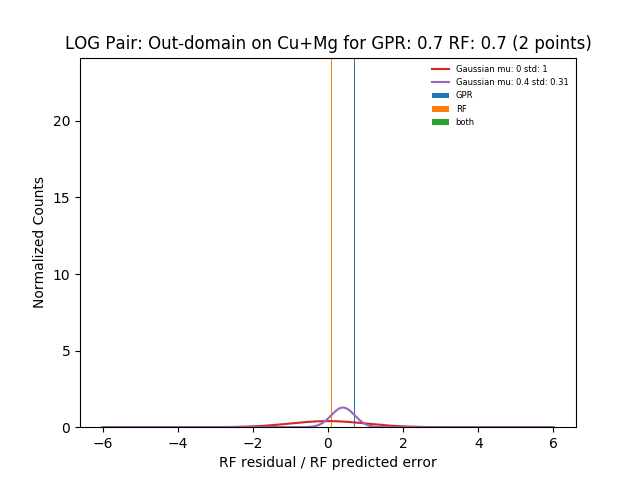 LOG Pair: Out-domain on Cu+Mg for GPR: 0.7 RF: 0.7 (2 points)
Gaussian mu: 0 std: 1
Gaussian mu: 0.4 std: 0.31
GPR
RF
both
Normalized Counts
20
15
10
5
0
−6 −4 −2 0 2 4 6
RF residual / RF predicted error